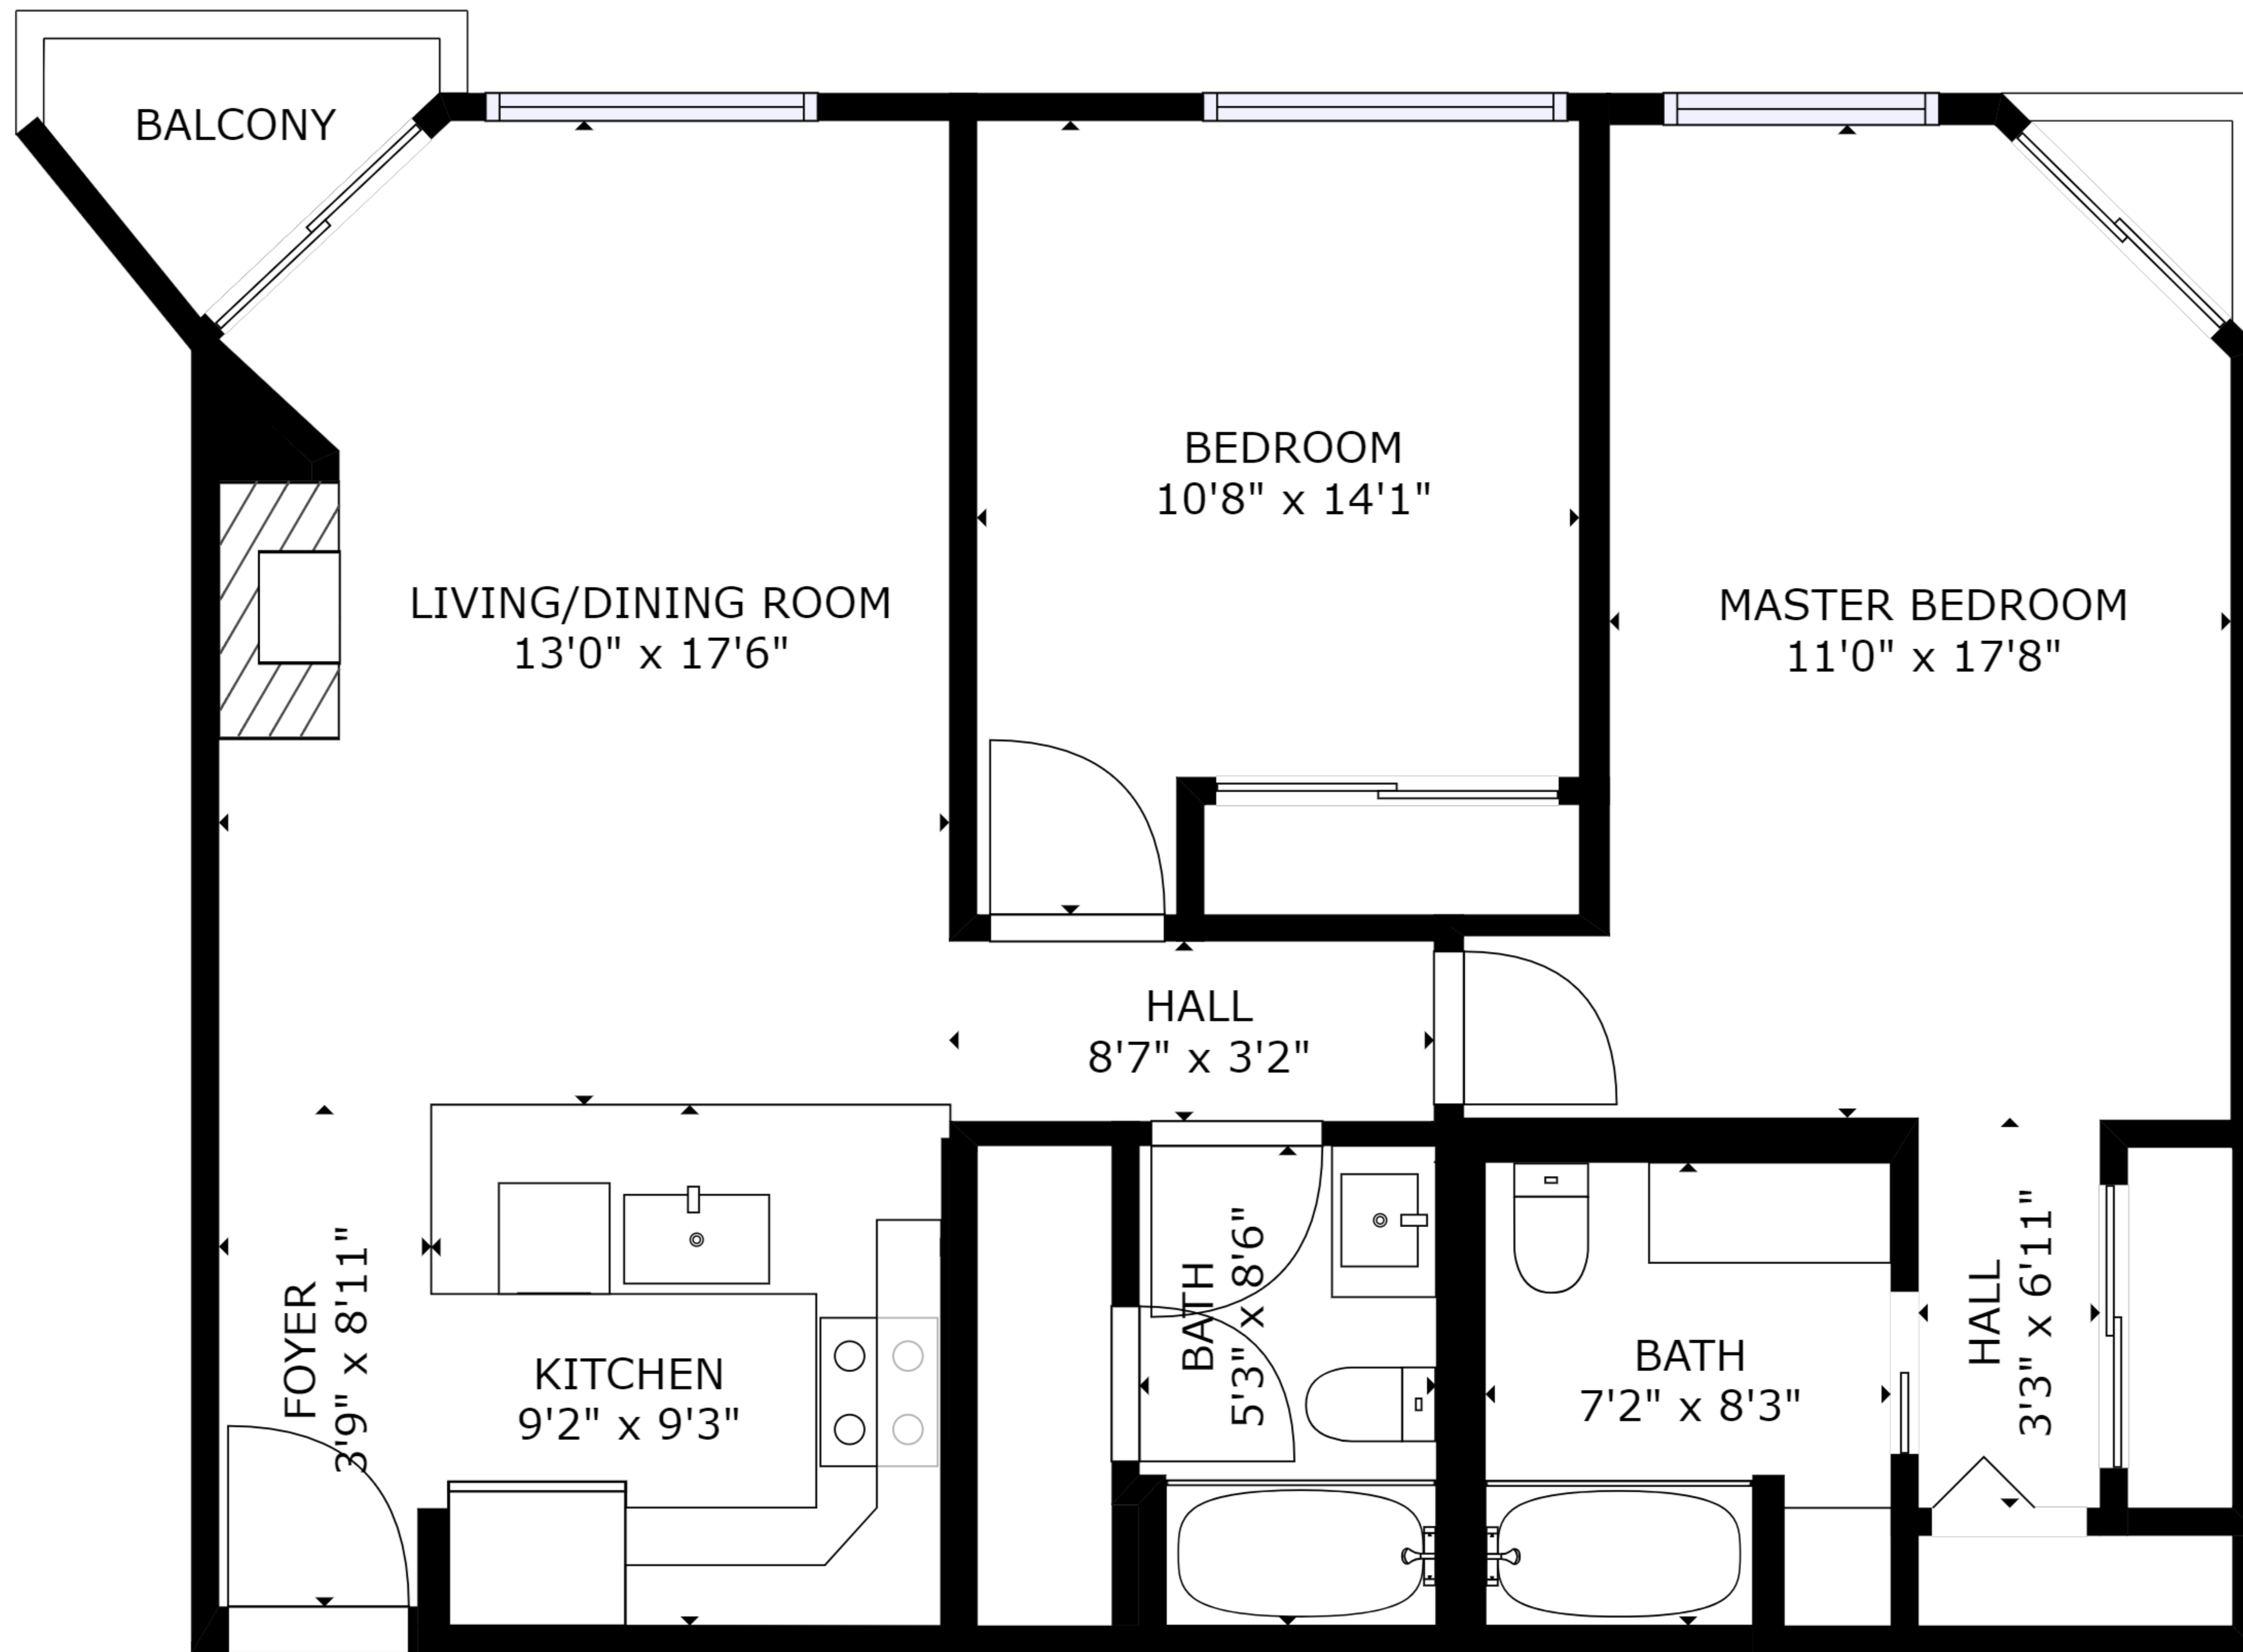 BALCONY
BEDROOM
10'8" x 14'1"
LIVING/DINING ROOM
13'0" x 17'6"
MASTER BEDROOM
11'0" x 17'8"
HALL
8'7" x 3'2"
FOYER
3'9" x 8'11"
KITCHEN
9'2" x 9'3"
BATH
5'3" x 8'6"
BATH
7'2" x 8'3"
HALL
3'3" x 6'11"